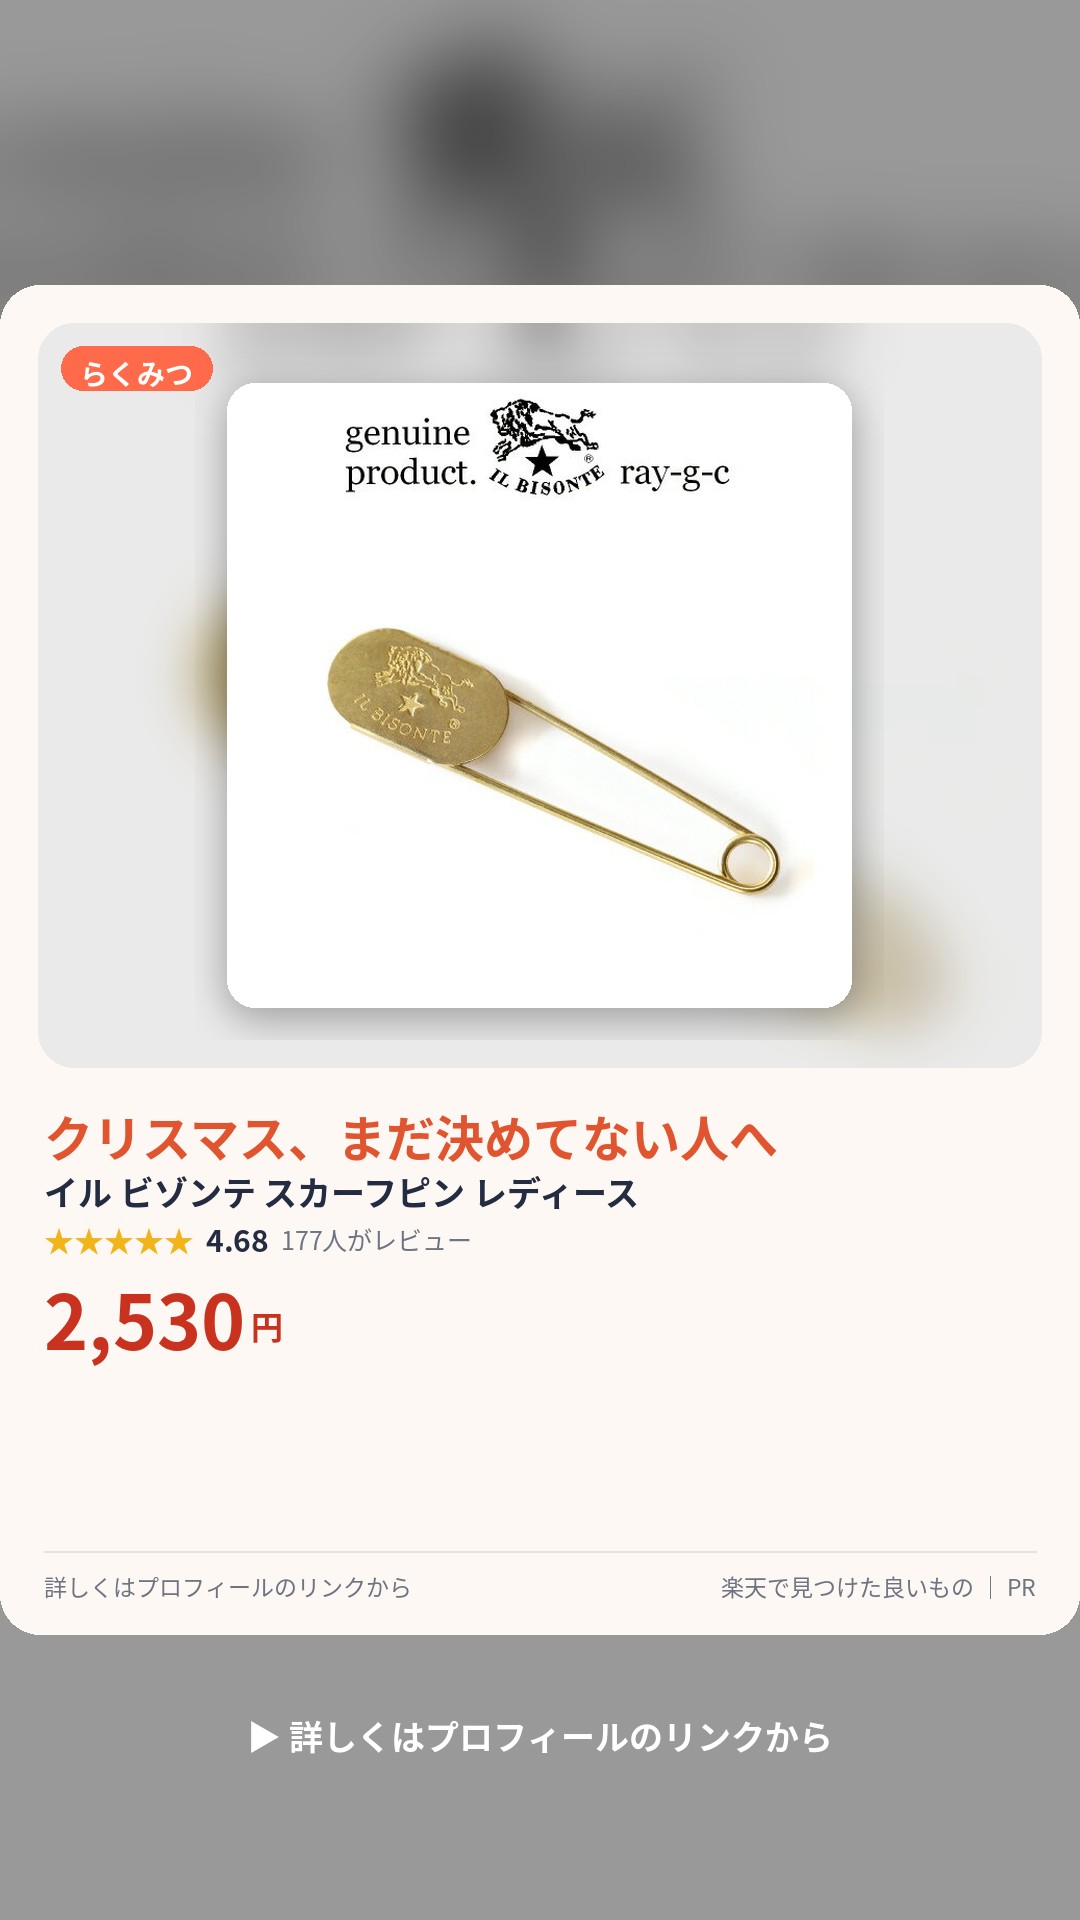 らくみつ
genuine
product.
IL BISONTE ®
ray-g-c
IL BISONTE ®
クリスマス、まだ決めてない人へ
イル ビゾンテ スカーフピン レディース
★★★★★ 4.68 177人がレビュー
2,530円
詳しくはプロフィールのリンクから
楽天で見つけた良いもの｜PR
▶ 詳しくはプロフィールのリンクから